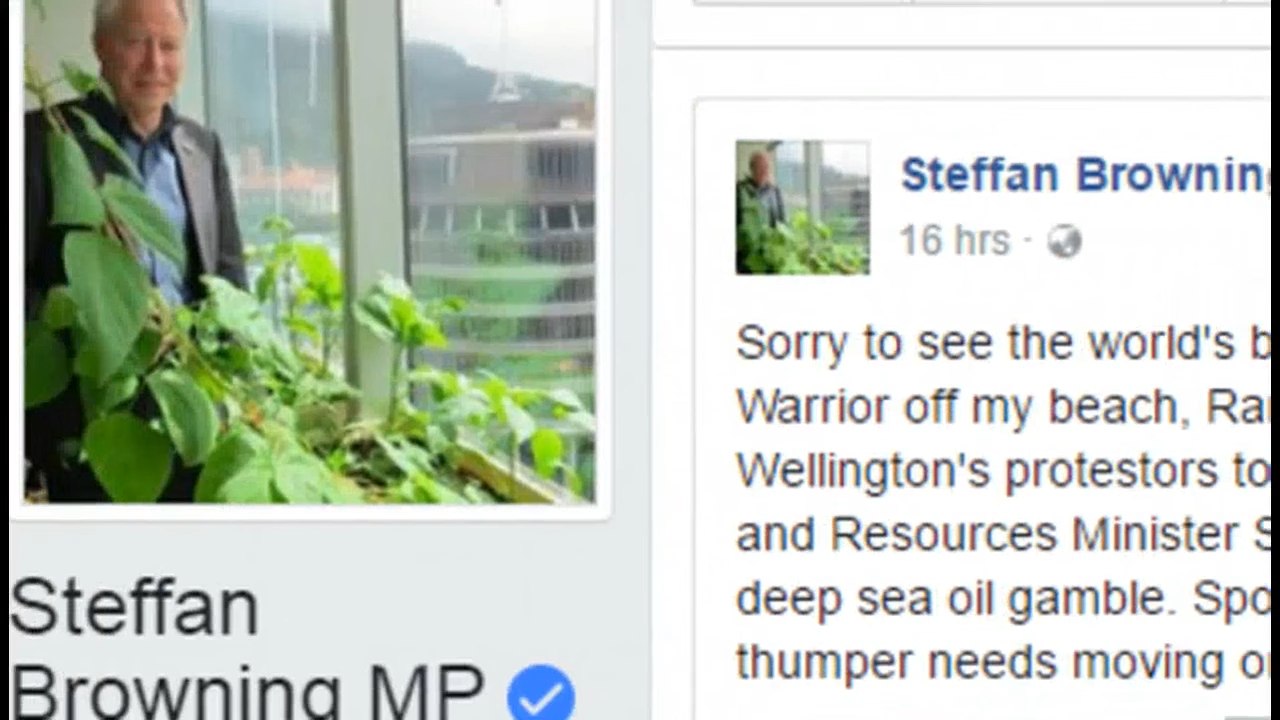 Steffan Browning
16 hrs ·
Sorry to see the world's
Warrior off my beach,
Wellington's protestors to
and Resources Minister
deep sea oil gamble.
thumper needs moving
Steffan
Browning MP